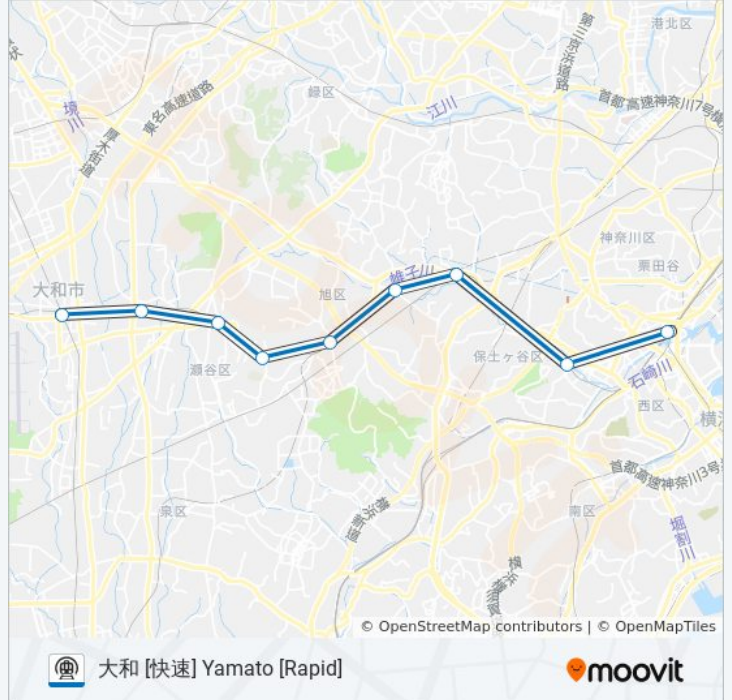 港北区
第三京浜道路
首都高速神奈川7号横
緑区
江川
東名高速道路
境川
厚木街道
神奈川区
栗田谷
帷子川
大和市
旭区
保土ヶ谷区
瀬谷区
石崎川
西区
横浜
首都高速神奈川3号
横浜新道
泉区
南区
堀割川
© OpenStreetMap contributors | © OpenMapTiles
大和 [快速] Yamato [Rapid]
moovit